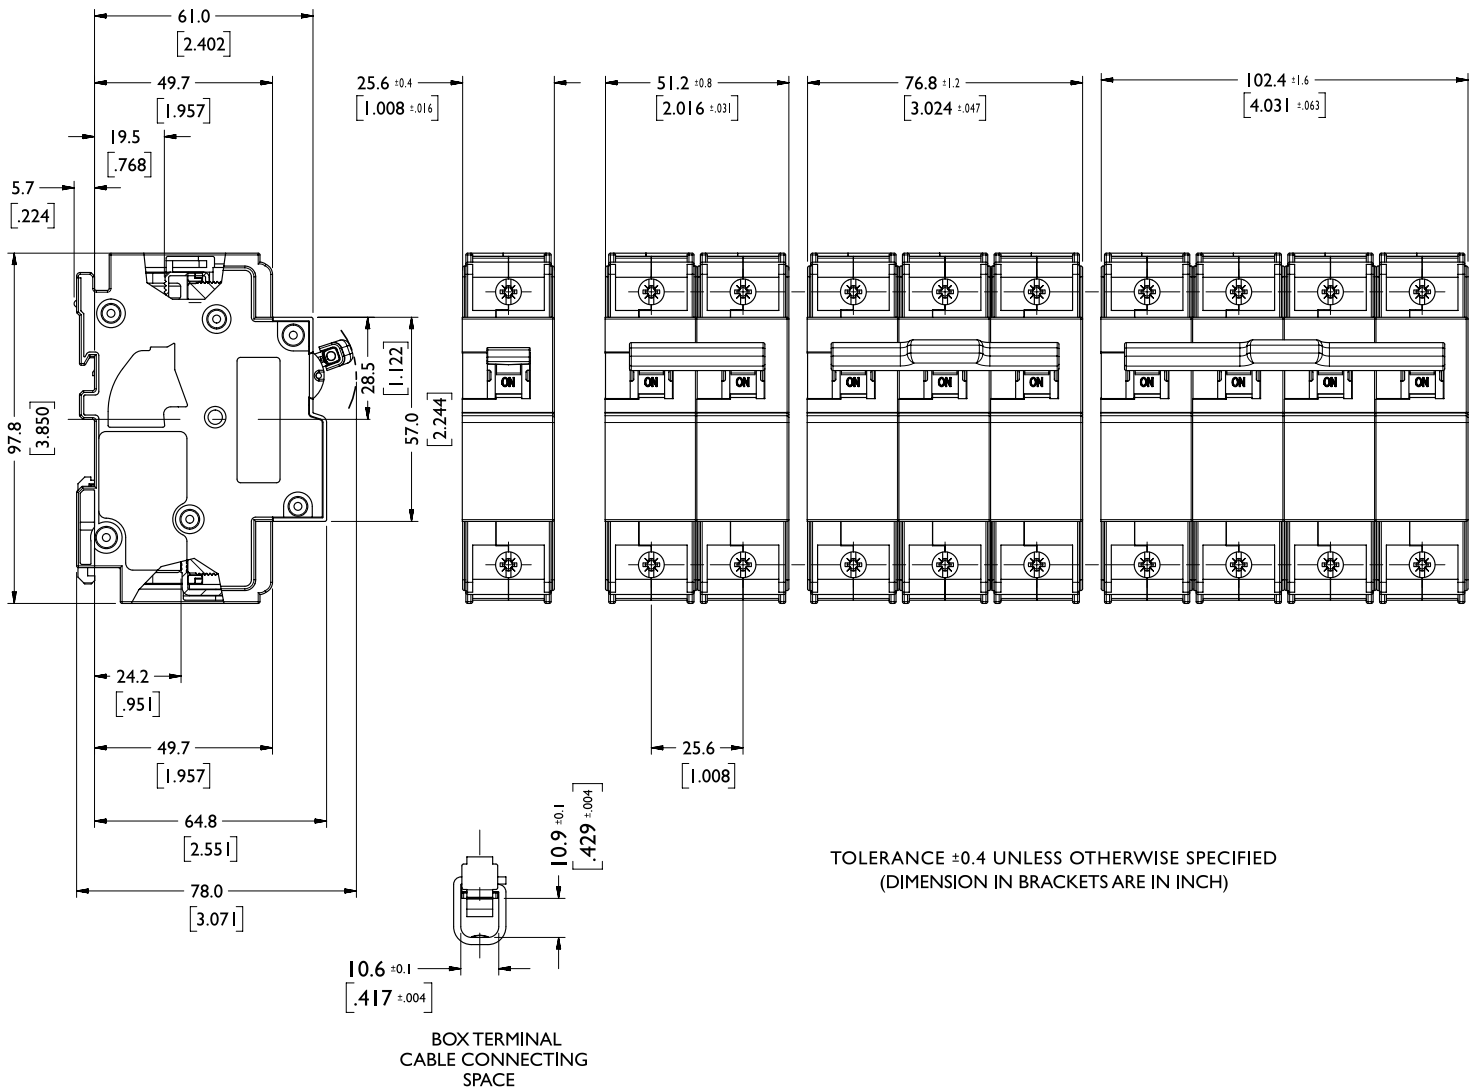 61.0
[2.402]
49.7
[1.957]
19.5
[.768]
5.7
[.224]
25.6 ±0.4
[1.008 ±.016]
51.2 ±0.8
[2.016 ±.031]
76.8 ±1.2
[3.024 ±.047]
102.4 ±1.6
[4.031 ±.063]
97.8
[3.850]
28.5
[1.122]
57.0
[2.244]
ON
ON
ON
ON
ON
ON
ON
ON
ON
ON
24.2
[.951]
49.7
[1.957]
64.8
[2.551]
78.0
[3.071]
25.6
[1.008]
10.9 ±0.1
[.429 ±.004]
10.6 ±0.1
[.417 ±.004]
BOX TERMINAL
CABLE CONNECTING
SPACE
TOLERANCE ±0.4 UNLESS OTHERWISE SPECIFIED
(DIMENSION IN BRACKETS ARE IN INCH)